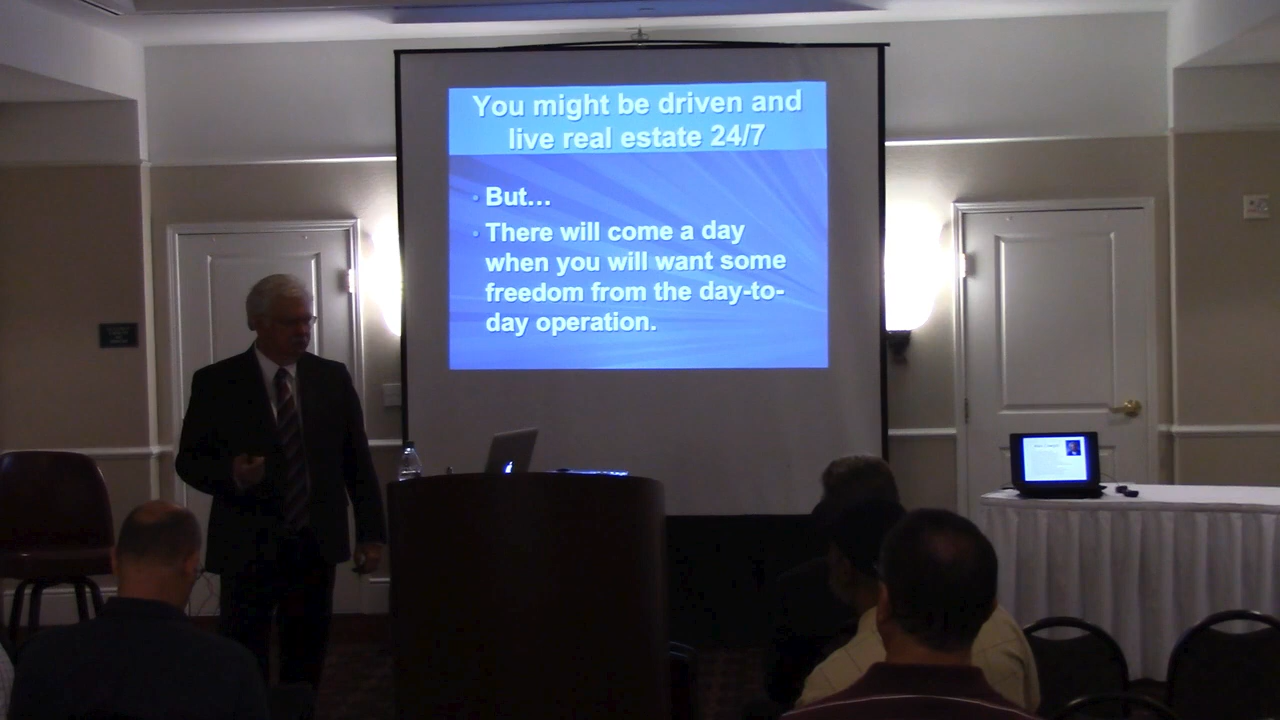 You might be driven and
live real estate 24/7
But…
There will come a day
when you will want some
freedom from the day-to-
day operation.